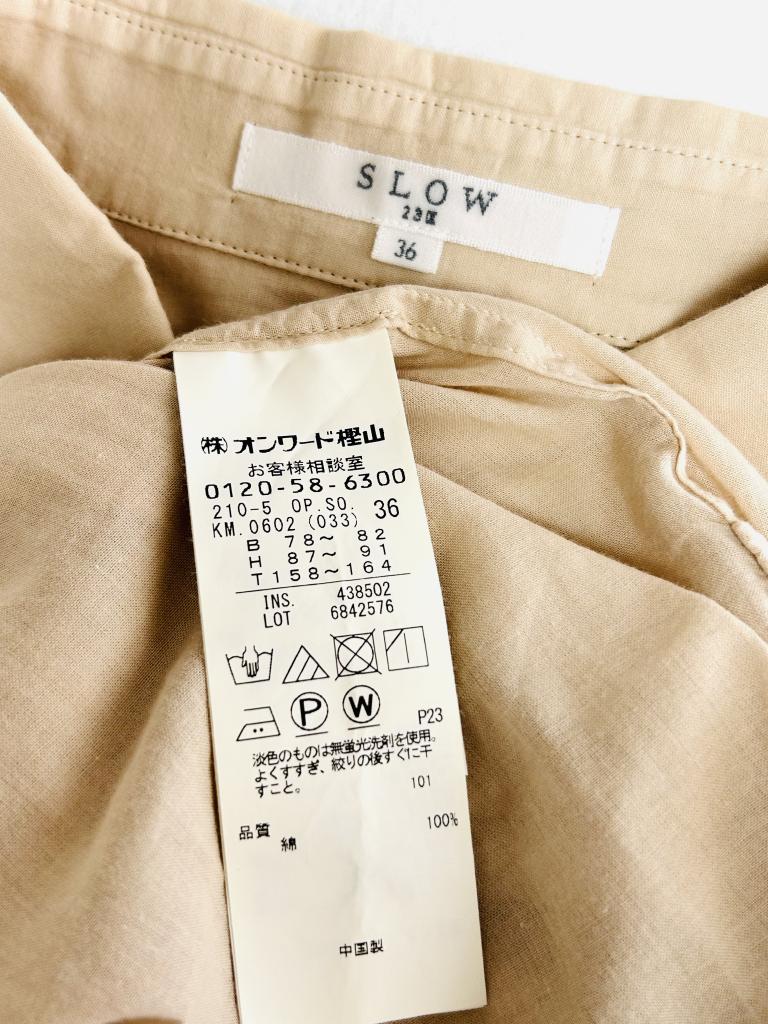 SLOW
23区
36
(株)オンワード樫山
お客様相談室
0120-58-6300
210-5 OP.SO. 36
KM.0602 (033)
B 78〜 82
H 87〜 91
T 158〜164
INS. 438502
LOT 6842576
P W
P23
淡色のものは無蛍光洗剤を使用。
よくすすぎ、絞りの後すぐに干
すこと。
101
品質
綿 100%
中国製